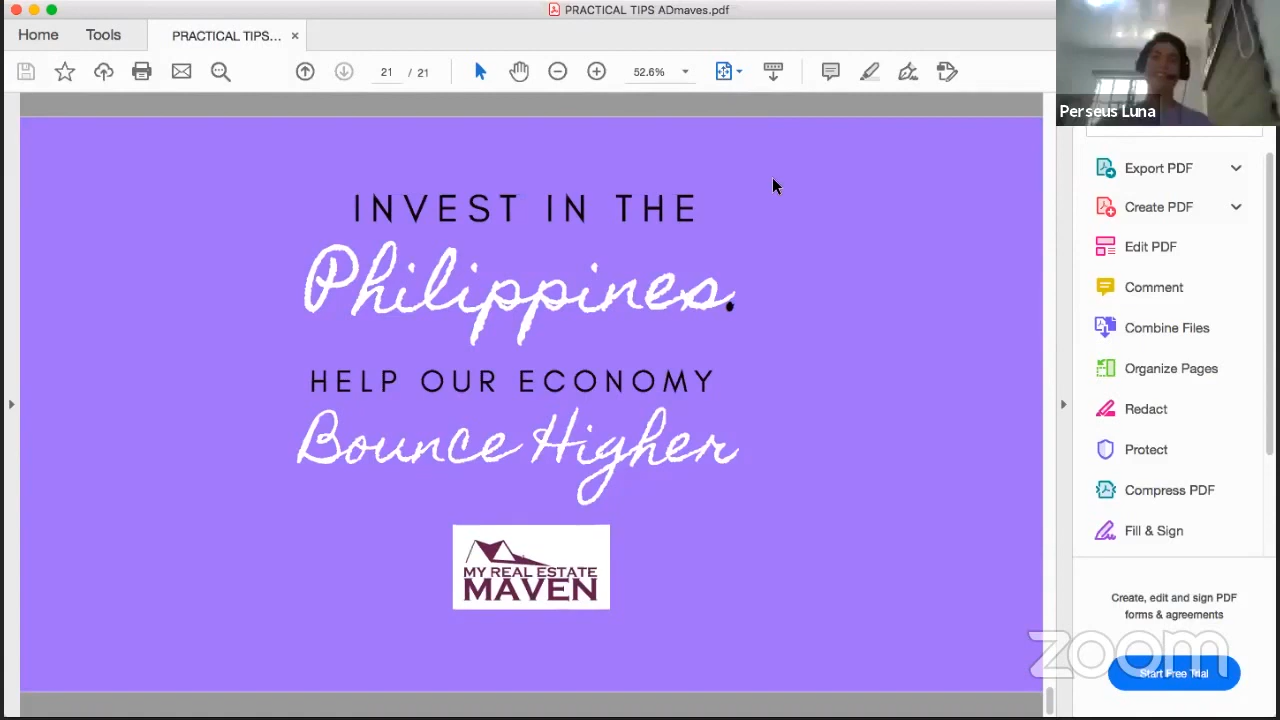 PRACTICAL TIPS ADmaves.pdf
Home
Tools
PRACTICAL TIPS...
×
21 / 21
52.6%
Perseus Luna
INVEST IN THE
Philippines.
HELP OUR ECONOMY
Bounce Higher
MY REAL ESTATE
MAVEN
Export PDF
Create PDF
Edit PDF
Comment
Combine Files
Organize Pages
Redact
Protect
Compress PDF
Fill & Sign
Create, edit and sign PDF
forms & agreements
Start Free Trial
zoom